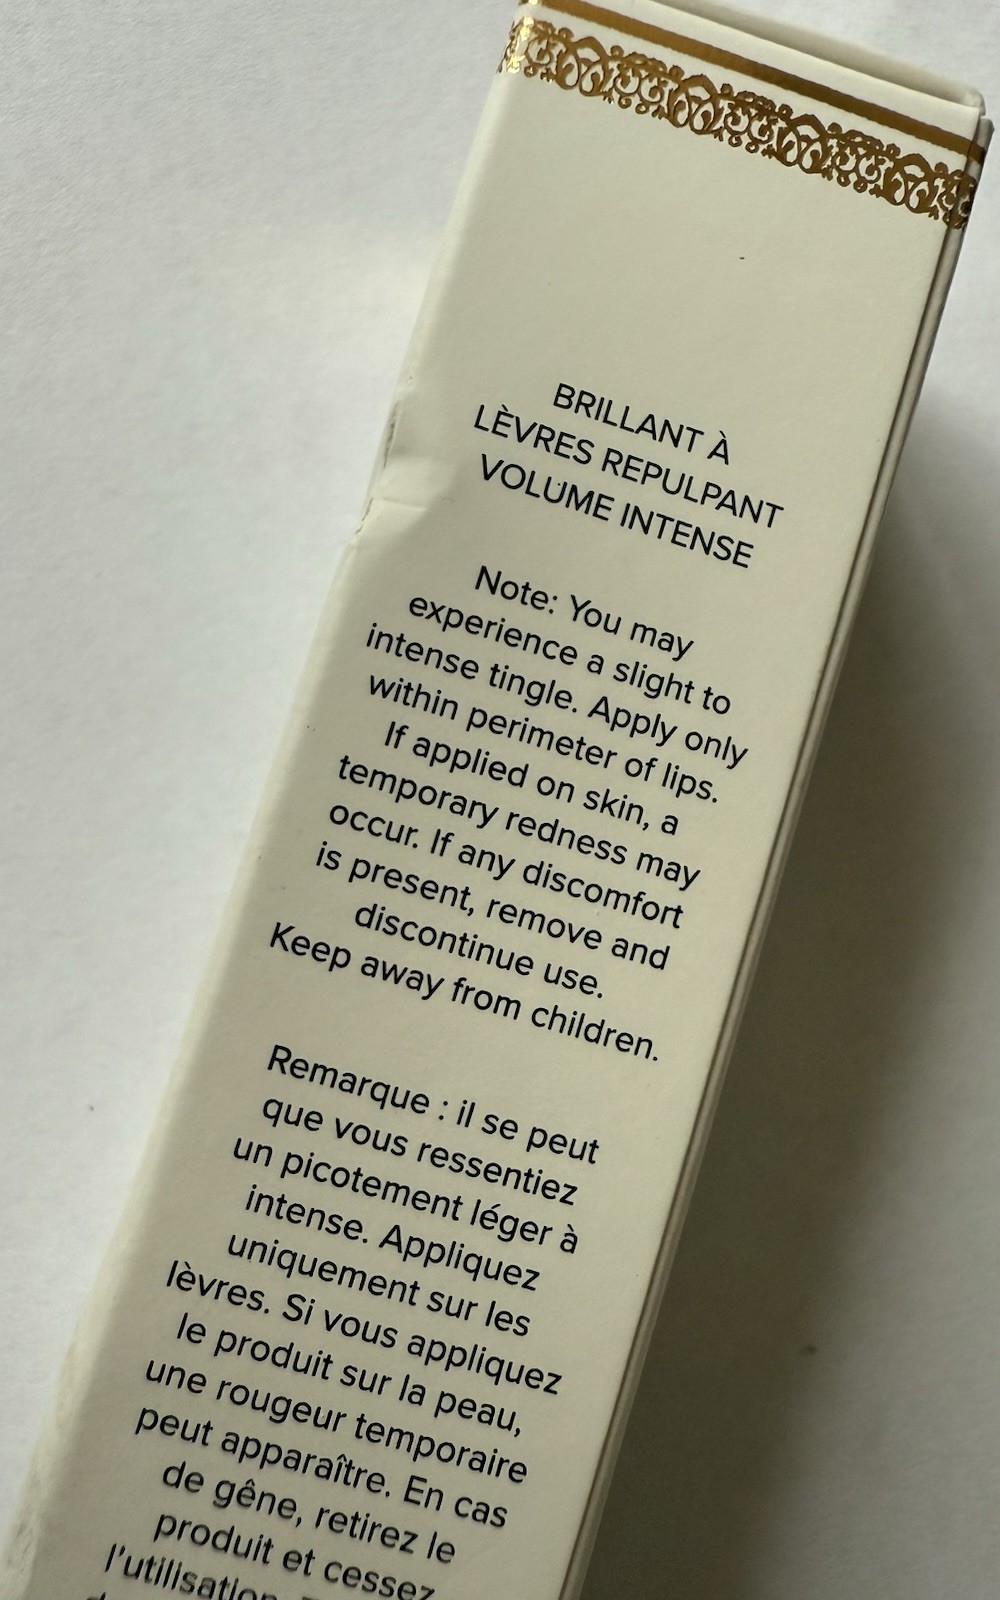 BRILLANT À
LÈVRES REPULPANT
VOLUME INTENSE
Note: You may
experience a slight to
intense tingle. Apply only
within perimeter of lips.
If applied on skin, a
temporary redness may
occur. If any discomfort
is present, remove and
discontinue use.
Keep away from children.
Remarque : il se peut
que vous ressentiez
un picotement léger à
intense. Appliquez
uniquement sur les
lèvres. Si vous appliquez
le produit sur la peau,
une rougeur temporaire
peut apparaître. En cas
de gêne, retirez le
produit et cessez
l'utilisation.